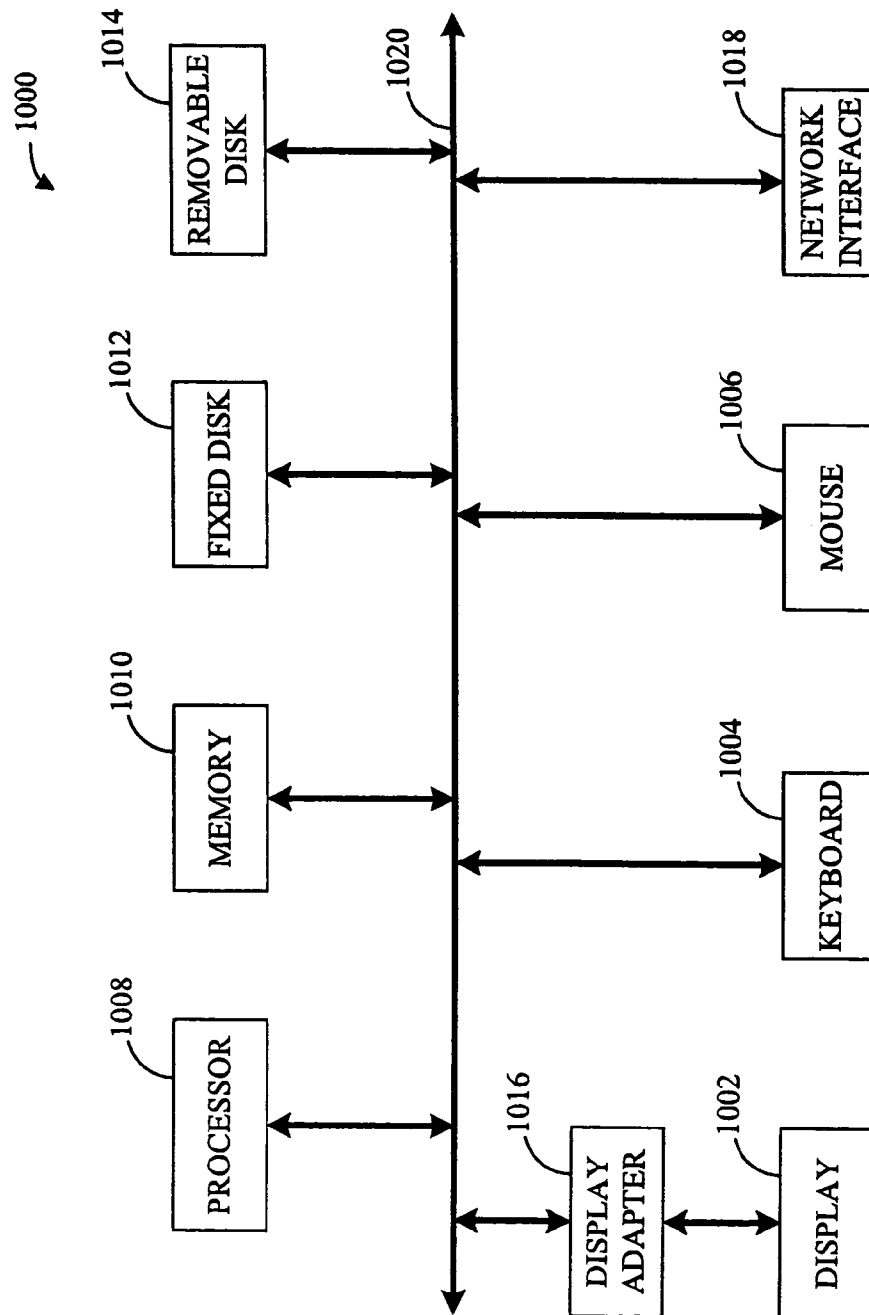 1000
1008
PROCESSOR
1010
MEMORY
1012
FIXED DISK
1014
REMOVABLE
DISK
1020
1016
DISPLAY
ADAPTER
1002
DISPLAY
1004
KEYBOARD
1006
MOUSE
1018
NETWORK
INTERFACE